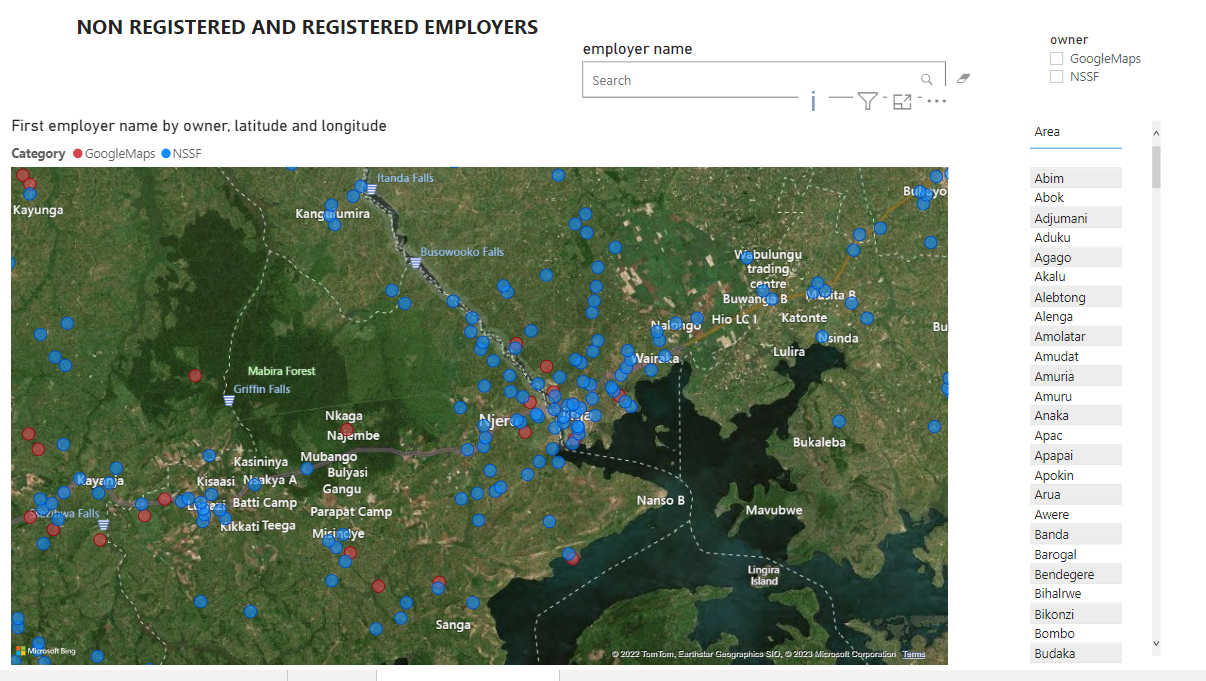 NON REGISTERED AND REGISTERED EMPLOYERS
employer name
Search
owner
GoogleMaps
NSSF
First employer name by owner, latitude and longitude
Category GoogleMaps NSSF
Itanda Falls
Kayunga
Kangulumira
Busowooko Falls
Wabulungu
trading
centre
Buwanga B
Musita B
Nalongo
Hio LC I
Katonte
Bu
Nsinda
Lulira
Wairaka
Mabira Forest
Griffin Falls
Nkaga
Najembe
Njeru
Bukaleba
Kasininya
Mubango
Bulyasi
Kayanja
Kisaasi
Nsakya A
Gangu
Nanso B
Batti Camp
Parapat Camp
Mavubwe
Kikkati
Teega
Misindye
Lingira
Island
Sanga
Microsoft Bing
© 2022 TomTom, Earthstar Geographics SIO, © 2023 Microsoft Corporation Terms
Area
Abim
Abok
Adjumani
Aduku
Agago
Akalu
Alebtong
Alenga
Amolatar
Amudat
Amuria
Amuru
Anaka
Apac
Apapai
Apokin
Arua
Awere
Banda
Barogal
Bendegere
Bihalrwe
Bikonzi
Bombo
Budaka